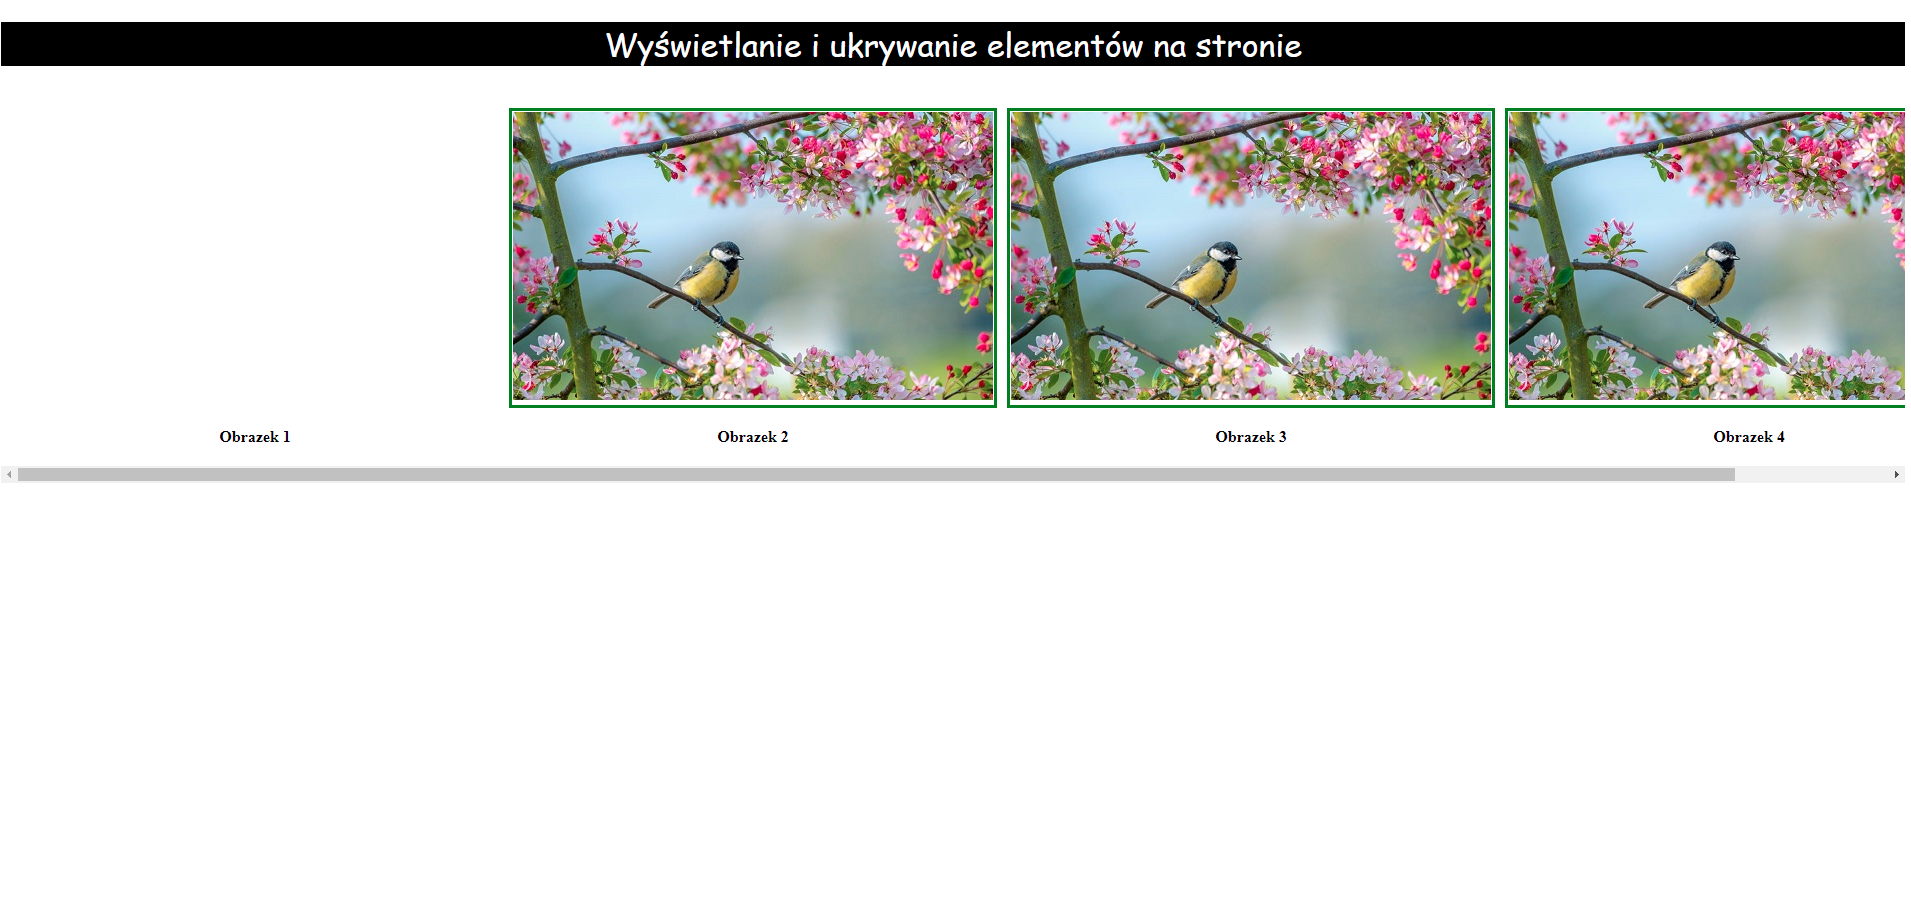 Wyświetlanie i ukrywanie elementów na stronie
Obrazek 1
Obrazek 2
Obrazek 3
Obrazek 4